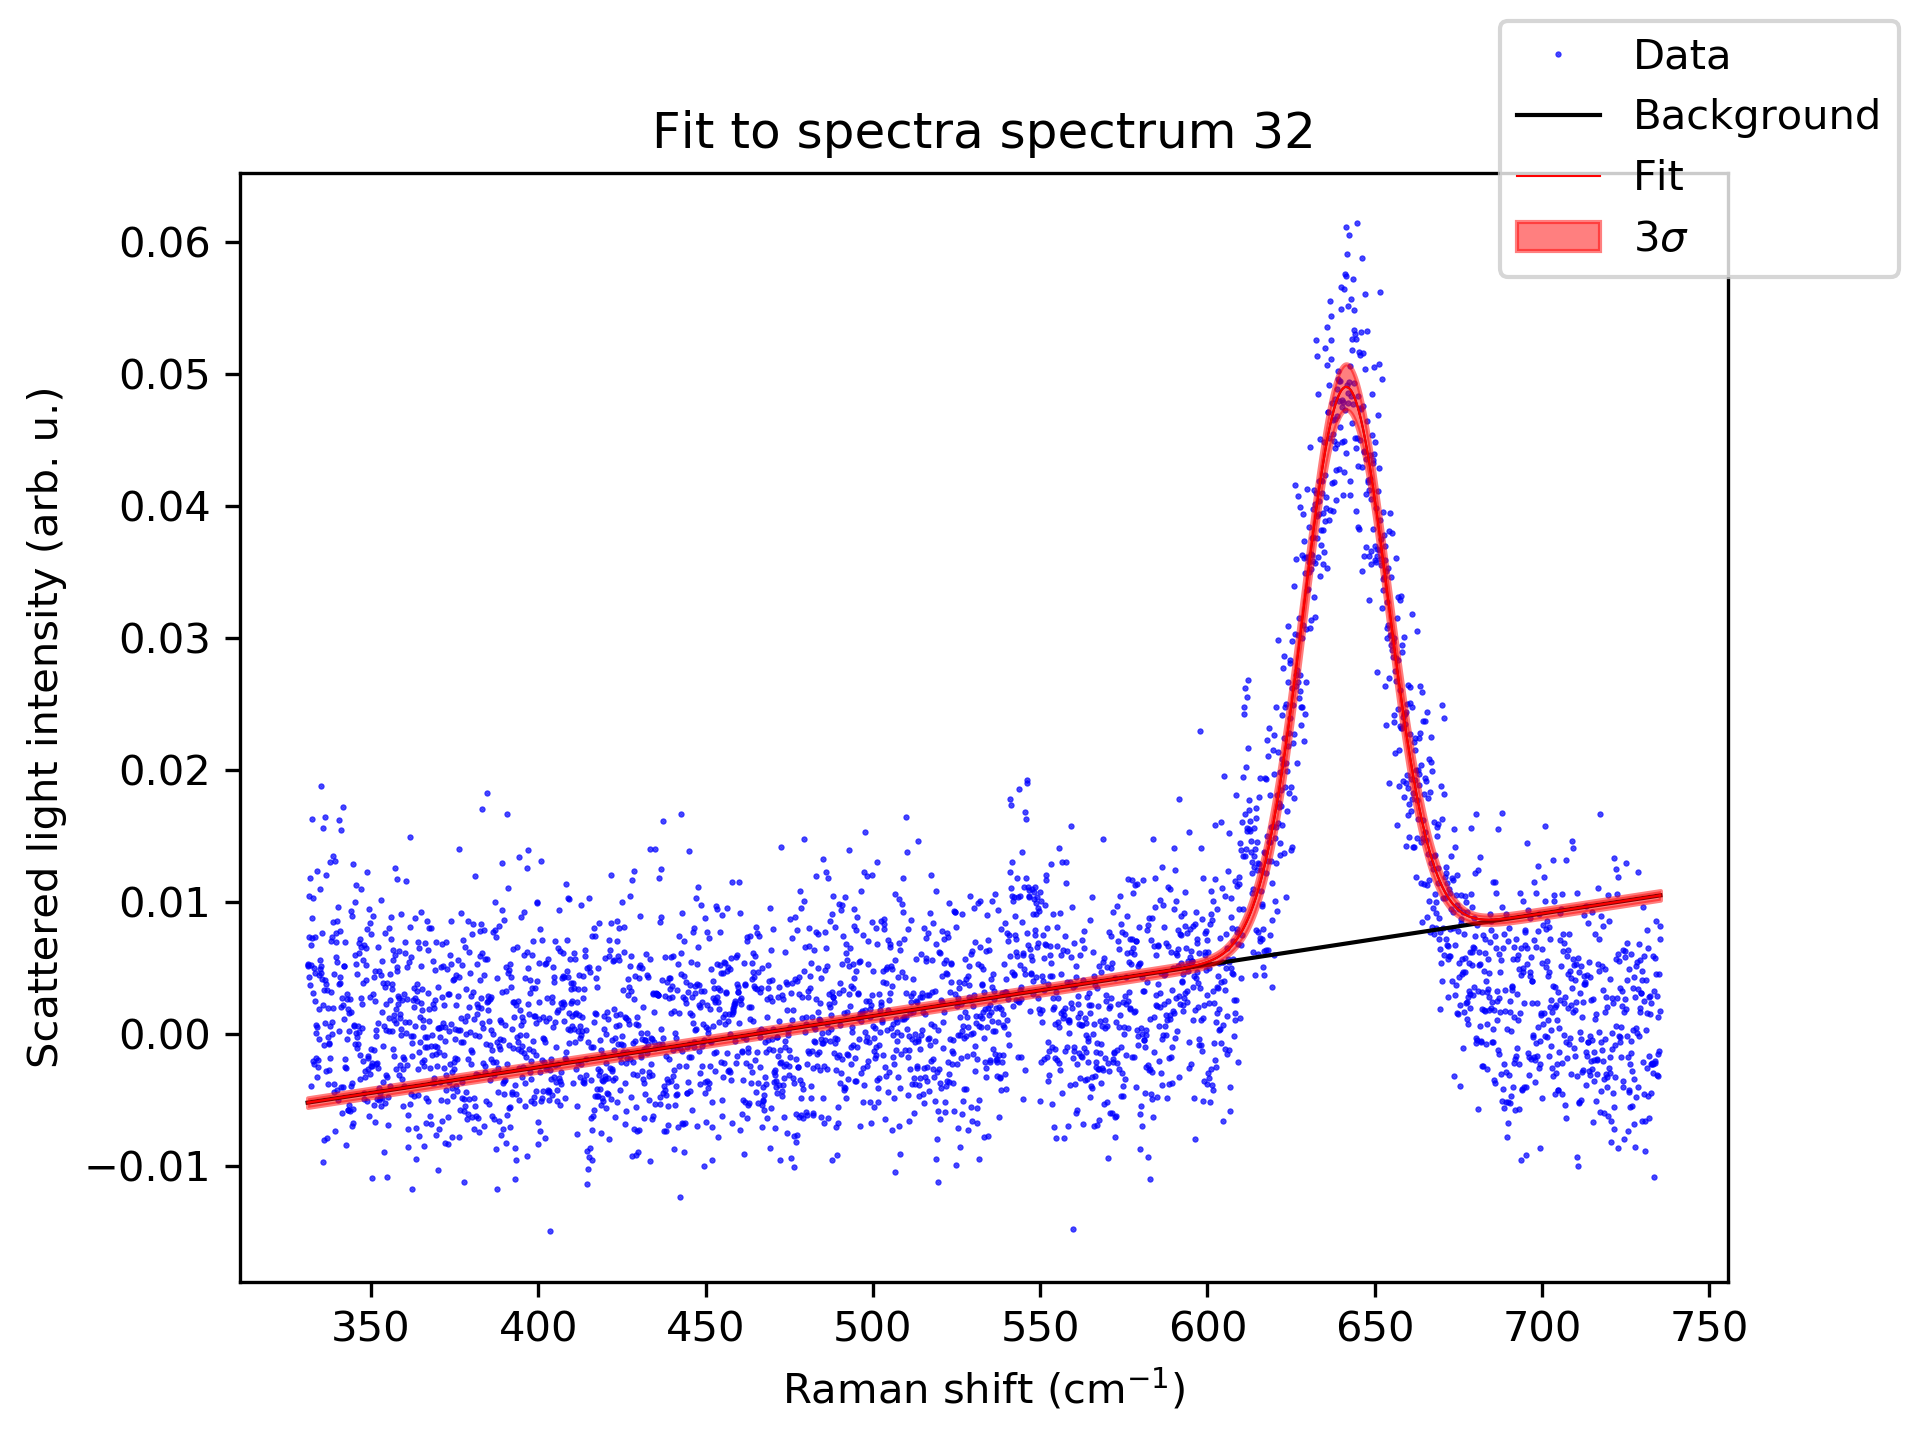 Data
Background
Fit
3σ
Fit to spectra spectrum 32
0.06
0.05
0.04
0.03
0.02
0.01
0.00
−0.01
Scattered light intensity (arb. u.)
350 400 450 500 550 600 650 700 750
Raman shift (cm⁻¹)